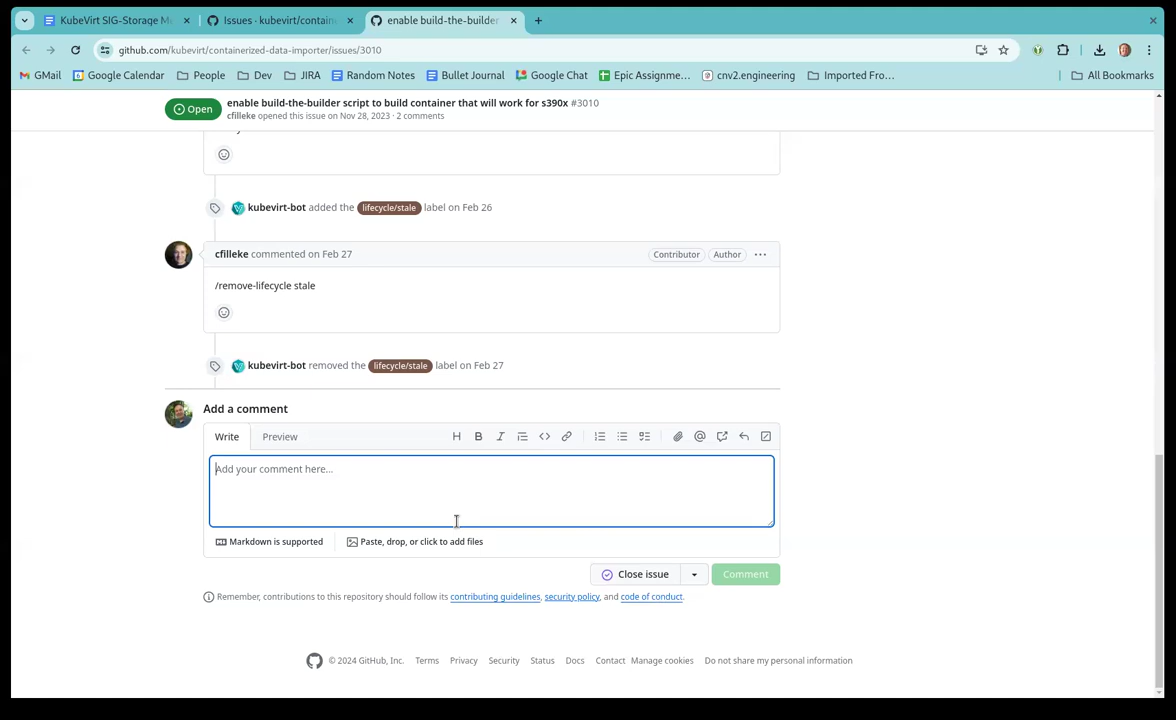 KubeVirt SIG-Storage M
Issues · kubevirt/contain
enable build-the-builder
github.com/kubevirt/containerized-data-importer/issues/3010
GMail
Google Calendar
People
Dev
JIRA
Random Notes
Bullet Journal
Google Chat
Epic Assignme...
cnv2.engineering
Imported Fro...
All Bookmarks
Open
enable build-the-builder script to build container that will work for s390x #3010
cfilleke opened this issue on Nov 28, 2023 · 2 comments
kubevirt-bot added the lifecycle/stale label on Feb 26
cfilleke commented on Feb 27
Contributor
Author
/remove-lifecycle stale
kubevirt-bot removed the lifecycle/stale label on Feb 27
Add a comment
Write
Preview
Add your comment here...
Markdown is supported
Paste, drop, or click to add files
Close issue
Comment
Remember, contributions to this repository should follow its contributing guidelines, security policy, and code of conduct.
© 2024 GitHub, Inc.
Terms
Privacy
Security
Status
Docs
Contact
Manage cookies
Do not share my personal information